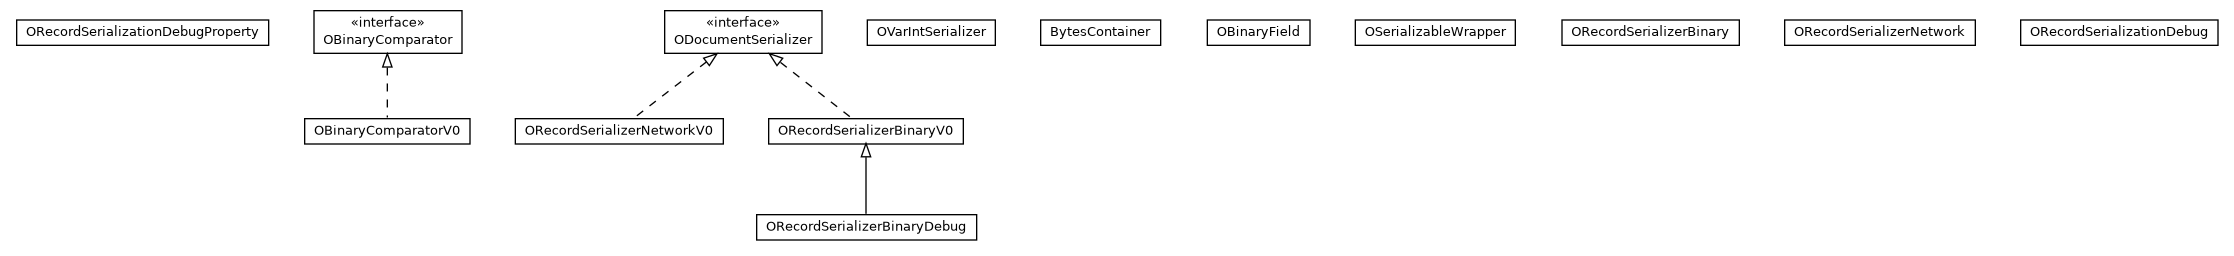 ORecordSerializationDebugProperty
«interface»
OBinaryComparator
«interface»
ODocumentSerializer
OVarIntSerializer
BytesContainer
OBinaryField
OSerializableWrapper
ORecordSerializerBinary
ORecordSerializerNetwork
ORecordSerializationDebug
OBinaryComparatorV0
ORecordSerializerNetworkV0
ORecordSerializerBinaryV0
ORecordSerializerBinaryDebug